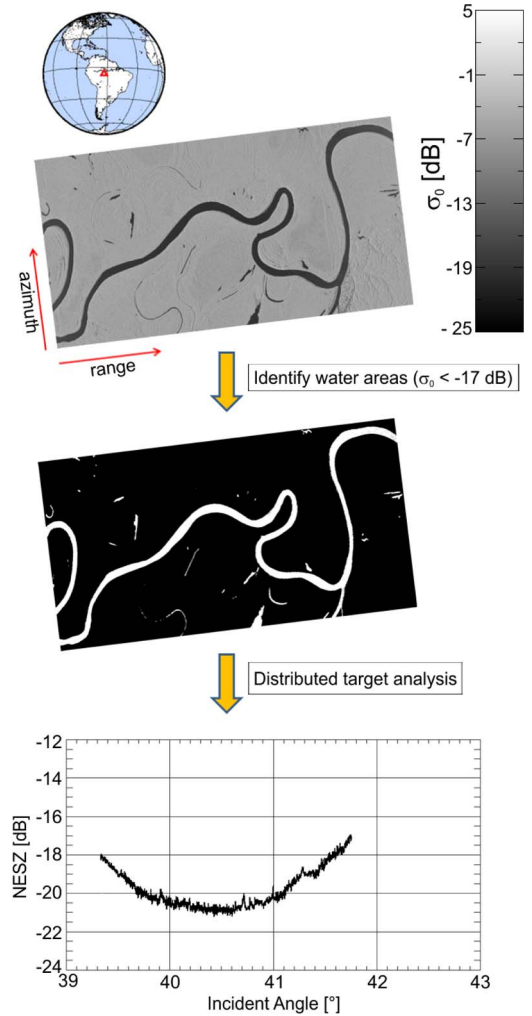 5
-1
-7
-13
-19
- 25
σ₀ [dB]
azimuth
range
Identify water areas (σ₀ < -17 dB)
Distributed target analysis
-12
-14
-16
-18
-20
-22
-24
NESZ [dB]
39 40 41 42 43
Incident Angle [°]